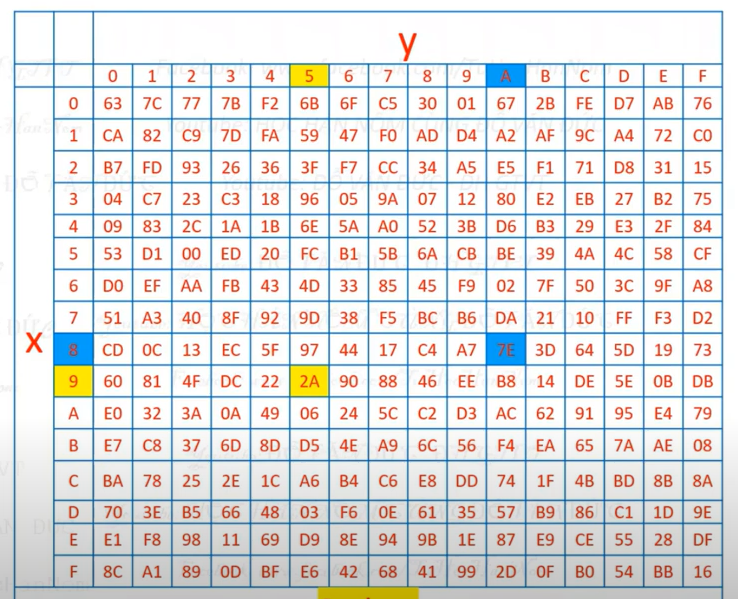 y
0 1 2 3 4 5 6 7 8 9 A B C D E F
0 63 7C 77 7B F2 6B 6F C5 30 01 67 2B FE D7 AB 76
1 CA 82 C9 7D FA 59 47 F0 AD D4 A2 AF 9C A4 72 C0
2 B7 FD 93 26 36 3F F7 CC 34 A5 E5 F1 71 D8 31 15
3 04 C7 23 C3 18 96 05 9A 07 12 80 E2 EB 27 B2 75
4 09 83 2C 1A 1B 6E 5A A0 52 3B D6 B3 29 E3 2F 84
5 53 D1 00 ED 20 FC B1 5B 6A CB BE 39 4A 4C 58 CF
6 D0 EF AA FB 43 4D 33 85 45 F9 02 7F 50 3C 9F A8
7 51 A3 40 8F 92 9D 38 F5 BC B6 DA 21 10 FF F3 D2
x
8 CD 0C 13 EC 5F 97 44 17 C4 A7 7E 3D 64 5D 19 73
9 60 81 4F DC 22 2A 90 88 46 EE B8 14 DE 5E 0B DB
A E0 32 3A 0A 49 06 24 5C C2 D3 AC 62 91 95 E4 79
B E7 C8 37 6D 8D D5 4E A9 6C 56 F4 EA 65 7A AE 08
C BA 78 25 2E 1C A6 B4 C6 E8 DD 74 1F 4B BD 8B 8A
D 70 3E B5 66 48 03 F6 0E 61 35 57 B9 86 C1 1D 9E
E E1 F8 98 11 69 D9 8E 94 9B 1E 87 E9 CE 55 28 DF
F 8C A1 89 0D BF E6 42 68 41 99 2D 0F B0 54 BB 16